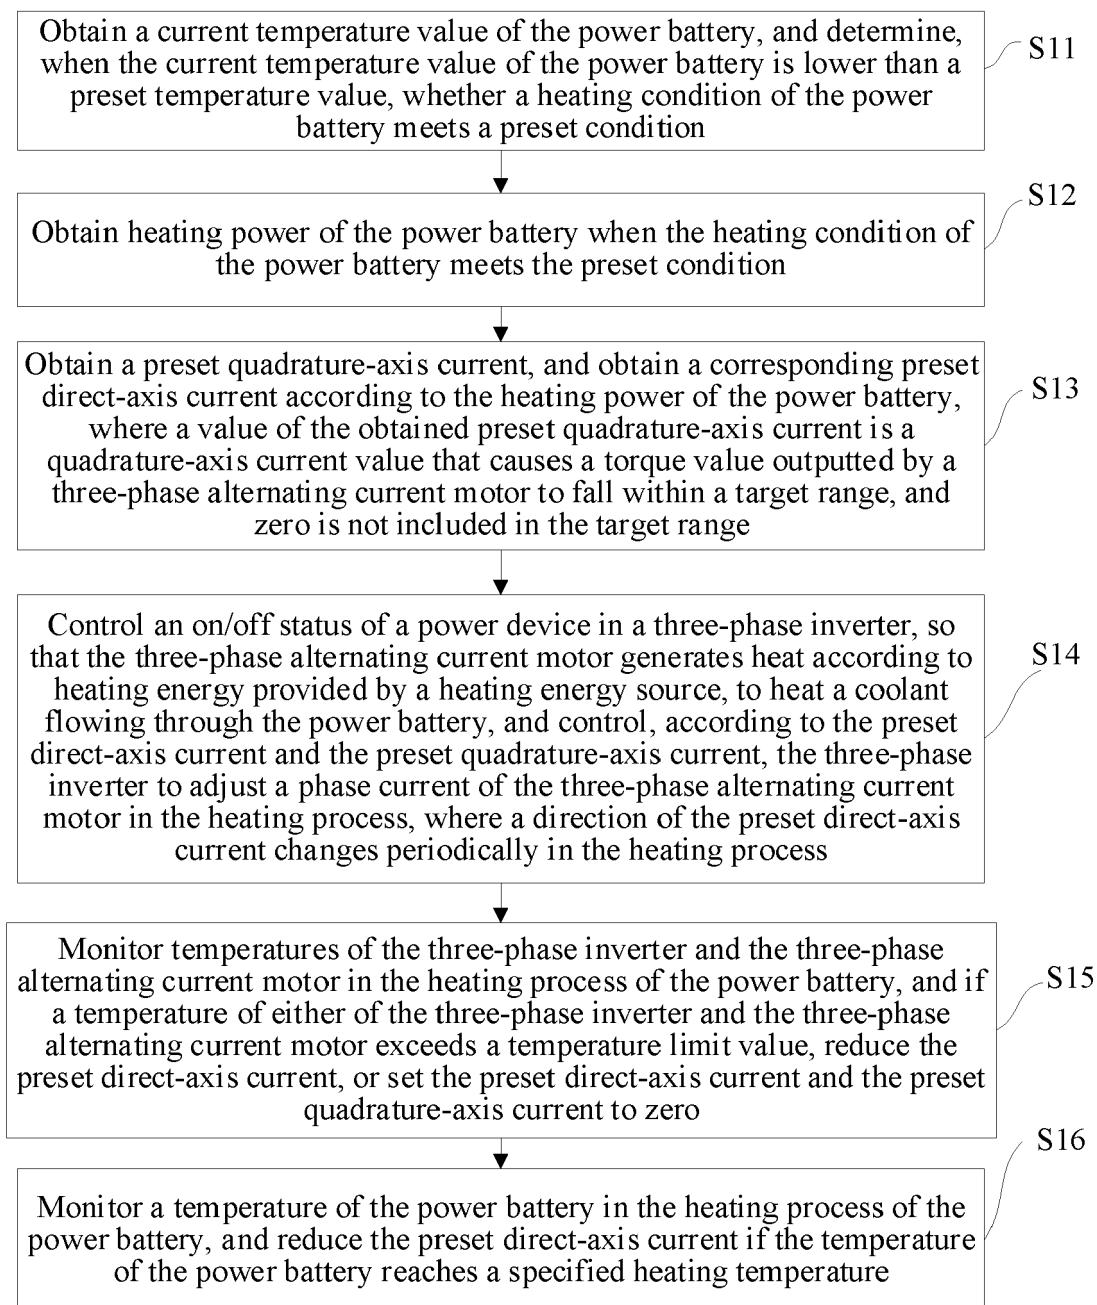 Obtain a current temperature value of the power battery, and determine,
when the current temperature value of the power battery is lower than a
preset temperature value, whether a heating condition of the power
battery meets a preset condition
S11
Obtain heating power of the power battery when the heating condition of
the power battery meets the preset condition
S12
Obtain a preset quadrature-axis current, and obtain a corresponding preset
direct-axis current according to the heating power of the power battery,
where a value of the obtained preset quadrature-axis current is a
quadrature-axis current value that causes a torque value outputted by a
three-phase alternating current motor to fall within a target range, and
zero is not included in the target range
S13
Control an on/off status of a power device in a three-phase inverter, so
that the three-phase alternating current motor generates heat according to
heating energy provided by a heating energy source, to heat a coolant
flowing through the power battery, and control, according to the preset
direct-axis current and the preset quadrature-axis current, the three-phase
inverter to adjust a phase current of the three-phase alternating current
motor in the heating process, where a direction of the preset direct-axis
current changes periodically in the heating process
S14
Monitor temperatures of the three-phase inverter and the three-phase
alternating current motor in the heating process of the power battery, and if
a temperature of either of the three-phase inverter and the three-phase
alternating current motor exceeds a temperature limit value, reduce the
preset direct-axis current, or set the preset direct-axis current and the preset
quadrature-axis current to zero
S15
Monitor a temperature of the power battery in the heating process of the
power battery, and reduce the preset direct-axis current if the temperature
of the power battery reaches a specified heating temperature
S16